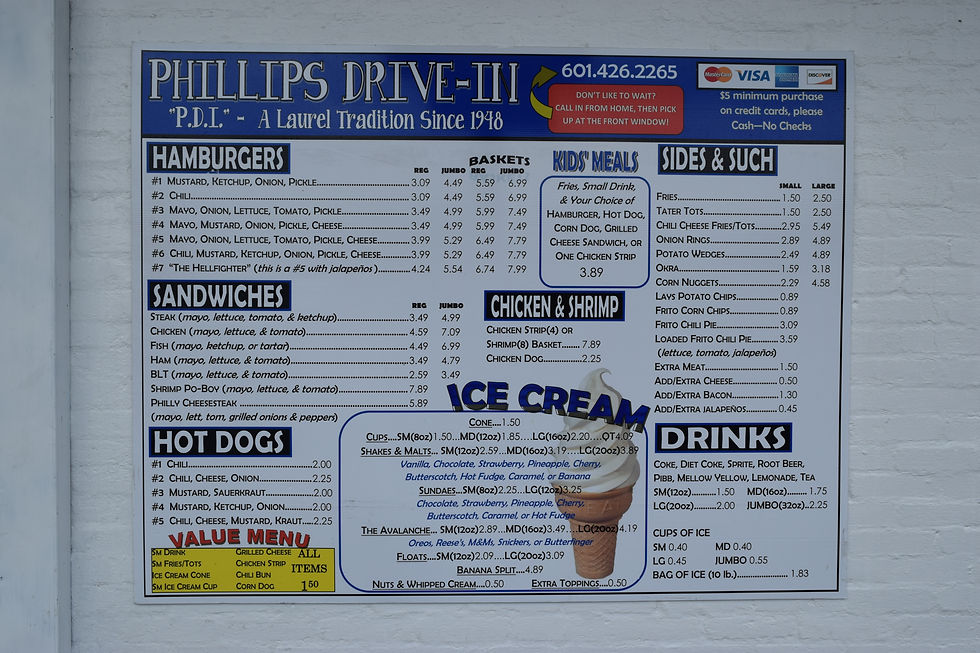 PHILLIPS DRIVE-IN
"P.D.I." - A Laurel Tradition Since 1948
601.426.2265
DON'T LIKE TO WAIT?
CALL IN FROM HOME, THEN PICK
UP AT THE FRONT WINDOW!
MasterCard VISA AMERICAN EXPRESS DISCOVER
$5 minimum purchase
on credit cards, please
Cash—No Checks
HAMBURGERS
BASKETS
REG JUMBO REG JUMBO
#1 MUSTARD, KETCHUP, ONION, PICKLE 3.09 4.49 5.59 6.99
#2 CHILI 3.09 4.49 5.59 6.99
#3 MAYO, ONION, LETTUCE, TOMATO, PICKLE 3.49 4.99 5.99 7.49
#4 MAYO, MUSTARD, ONION, PICKLE, CHEESE 3.49 4.99 5.99 7.49
#5 MAYO, ONION, LETTUCE, TOMATO, PICKLE, CHEESE 3.99 5.29 6.49 7.79
#6 CHILI, MUSTARD, KETCHUP, ONION, PICKLE, CHEESE 3.99 5.29 6.49 7.79
#7 "THE HELLFIGHTER" (this is a #5 with jalapeños) 4.24 5.54 6.74 7.99
KIDS' MEALS
Fries, Small Drink,
& Your Choice of
HAMBURGER, HOT DOG,
CORN DOG, GRILLED
CHEESE SANDWICH, OR
ONE CHICKEN STRIP
3.89
SANDWICHES
REG JUMBO
STEAK (mayo, lettuce, tomato, & ketchup) 3.49 4.99
CHICKEN (mayo, lettuce, & tomato) 4.59 7.09
FISH (mayo, ketchup, or tartar) 4.49 6.99
HAM (mayo, lettuce, & tomato) 3.49 4.79
BLT (mayo, lettuce, & tomato) 2.59 3.49
SHRIMP PO-BOY (mayo, lettuce, & tomato) 7.89
PHILLY CHEESESTEAK 5.89
(mayo, lett, tom, grilled onions & peppers)
CHICKEN & SHRIMP
CHICKEN STRIP(4) OR
SHRIMP(8) BASKET 7.89
CHICKEN DOG 2.25
HOT DOGS
#1 CHILI 2.00
#2 CHILI, CHEESE, ONION 2.25
#3 MUSTARD, SAUERKRAUT 2.00
#4 MUSTARD, KETCHUP, ONION 2.00
#5 CHILI, CHEESE, MUSTARD, KRAUT 2.25
VALUE MENU
SM DRINK GRILLED CHEESE ALL
SM FRIES/TOTS CHICKEN STRIP ITEMS
ICE CREAM CONE CHILI BUN
SM ICE CREAM CUP CORN DOG 1.50
ICE CREAM
CONE....1.50
CUPS....SM(8oz)1.50...MD(12oz)1.85....LG(16oz)2.20....QT4.09
SHAKES & MALTS... SM(12oz)2.59...MD(16oz)3.19....LG(20oz)3.89
Vanilla, Chocolate, Strawberry, Pineapple, Cherry,
Butterscotch, Hot Fudge, Caramel, or Banana
SUNDAES...SM(8oz)2.25...LG(12oz)3.25
Chocolate, Strawberry, Pineapple, Cherry,
Butterscotch, Caramel, or Hot Fudge
THE AVALANCHE... SM(12oz)2.89...MD(16oz)3.49....LG(20oz)4.19
Oreos, Reese's, M&Ms, Snickers, or Butterfinger
FLOATS....SM(12oz)2.09....LG(20oz)3.09
BANANA SPLIT....4.89
NUTS & WHIPPED CREAM....0.50 EXTRA TOPPINGS....0.50
SIDES & SUCH
SMALL LARGE
FRIES 1.50 2.50
TATER TOTS 1.50 2.50
CHILI CHEESE FRIES/TOTS 2.95 5.49
ONION RINGS 2.89 4.89
POTATO WEDGES 2.49 4.89
OKRA 1.59 3.18
CORN NUGGETS 2.29 4.58
LAYS POTATO CHIPS 0.89
FRITO CORN CHIPS 0.89
FRITO CHILI PIE 3.09
LOADED FRITO CHILI PIE 3.59
(lettuce, tomato, jalapeño)
EXTRA MEAT 1.50
ADD/EXTRA CHEESE 0.50
ADD/EXTRA BACON 1.30
ADD/EXTRA JALAPEÑOS 0.45
DRINKS
COKE, DIET COKE, SPRITE, ROOT BEER,
PIBB, MELLOW YELLOW, LEMONADE, TEA
SM(12oz) 1.50 MD(16oz) 1.75
LG(20oz) 2.00 JUMBO(32oz) 2.25
CUPS OF ICE
SM 0.40 MD 0.40
LG 0.45 JUMBO 0.55
BAG OF ICE (10 lb.) 1.83